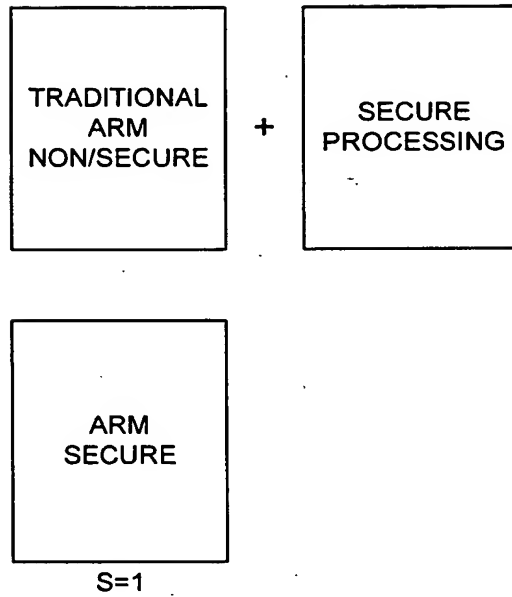 TRADITIONAL
ARM
NON/SECURE
+
SECURE
PROCESSING
ARM
SECURE
S=1